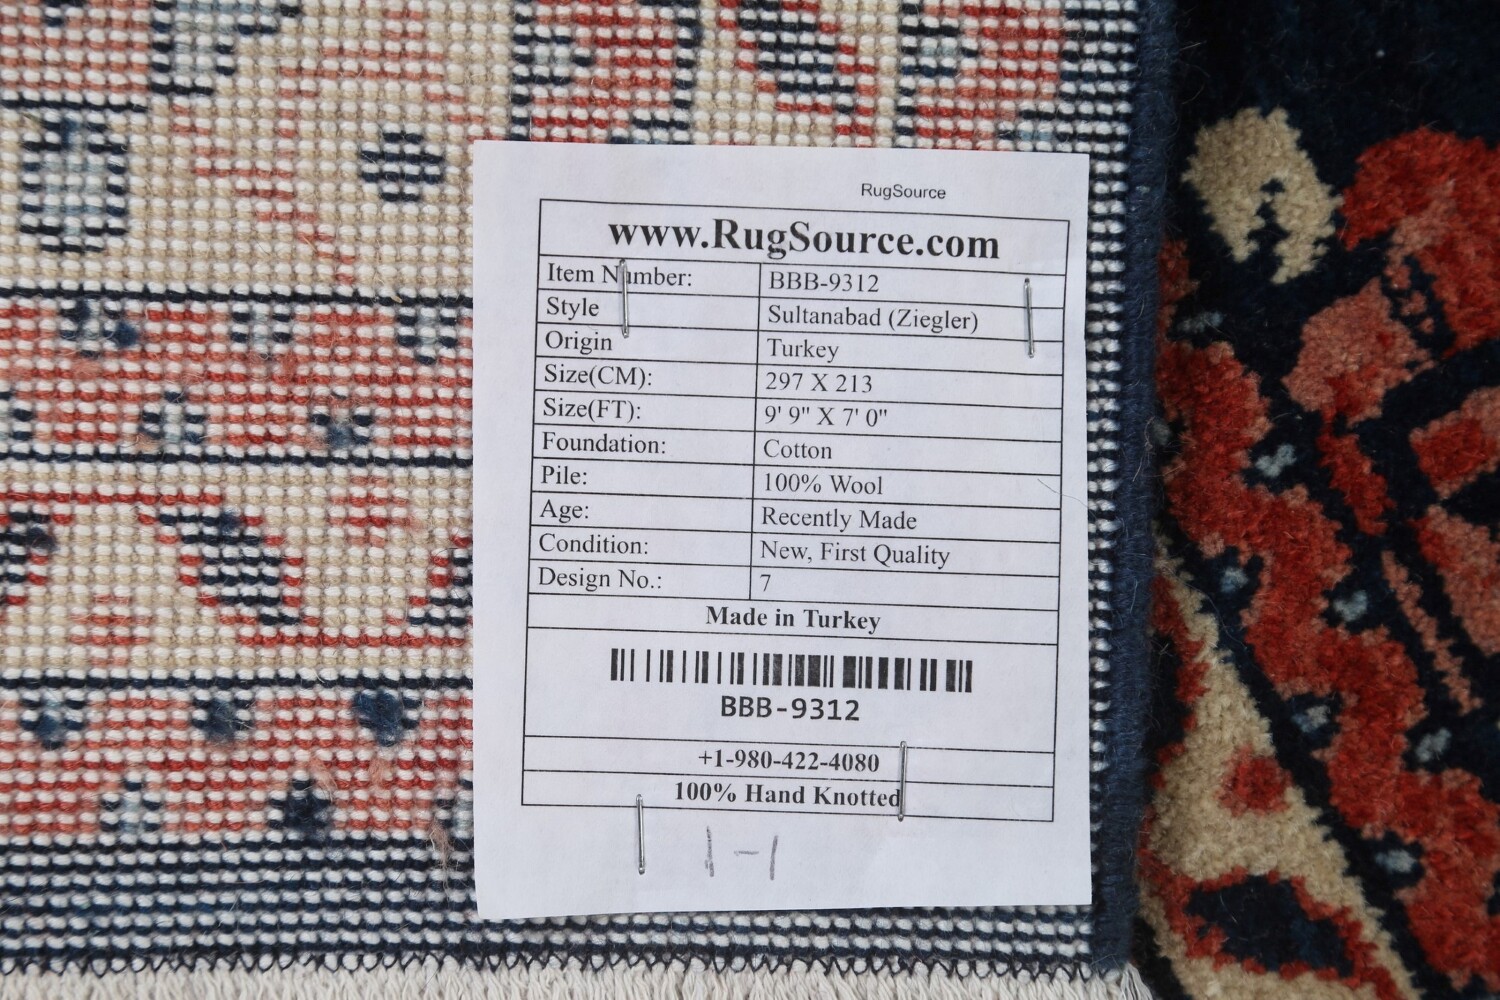 RugSource
www.RugSource.com
Item Number: BBB-9312
Style Sultanabad (Ziegler)
Origin Turkey
Size(CM): 297 X 213
Size(FT): 9' 9" X 7' 0"
Foundation: Cotton
Pile: 100% Wool
Age: Recently Made
Condition: New, First Quality
Design No.: 7
Made in Turkey
BBB-9312
+1-980-422-4080
100% Hand Knotted
1-1